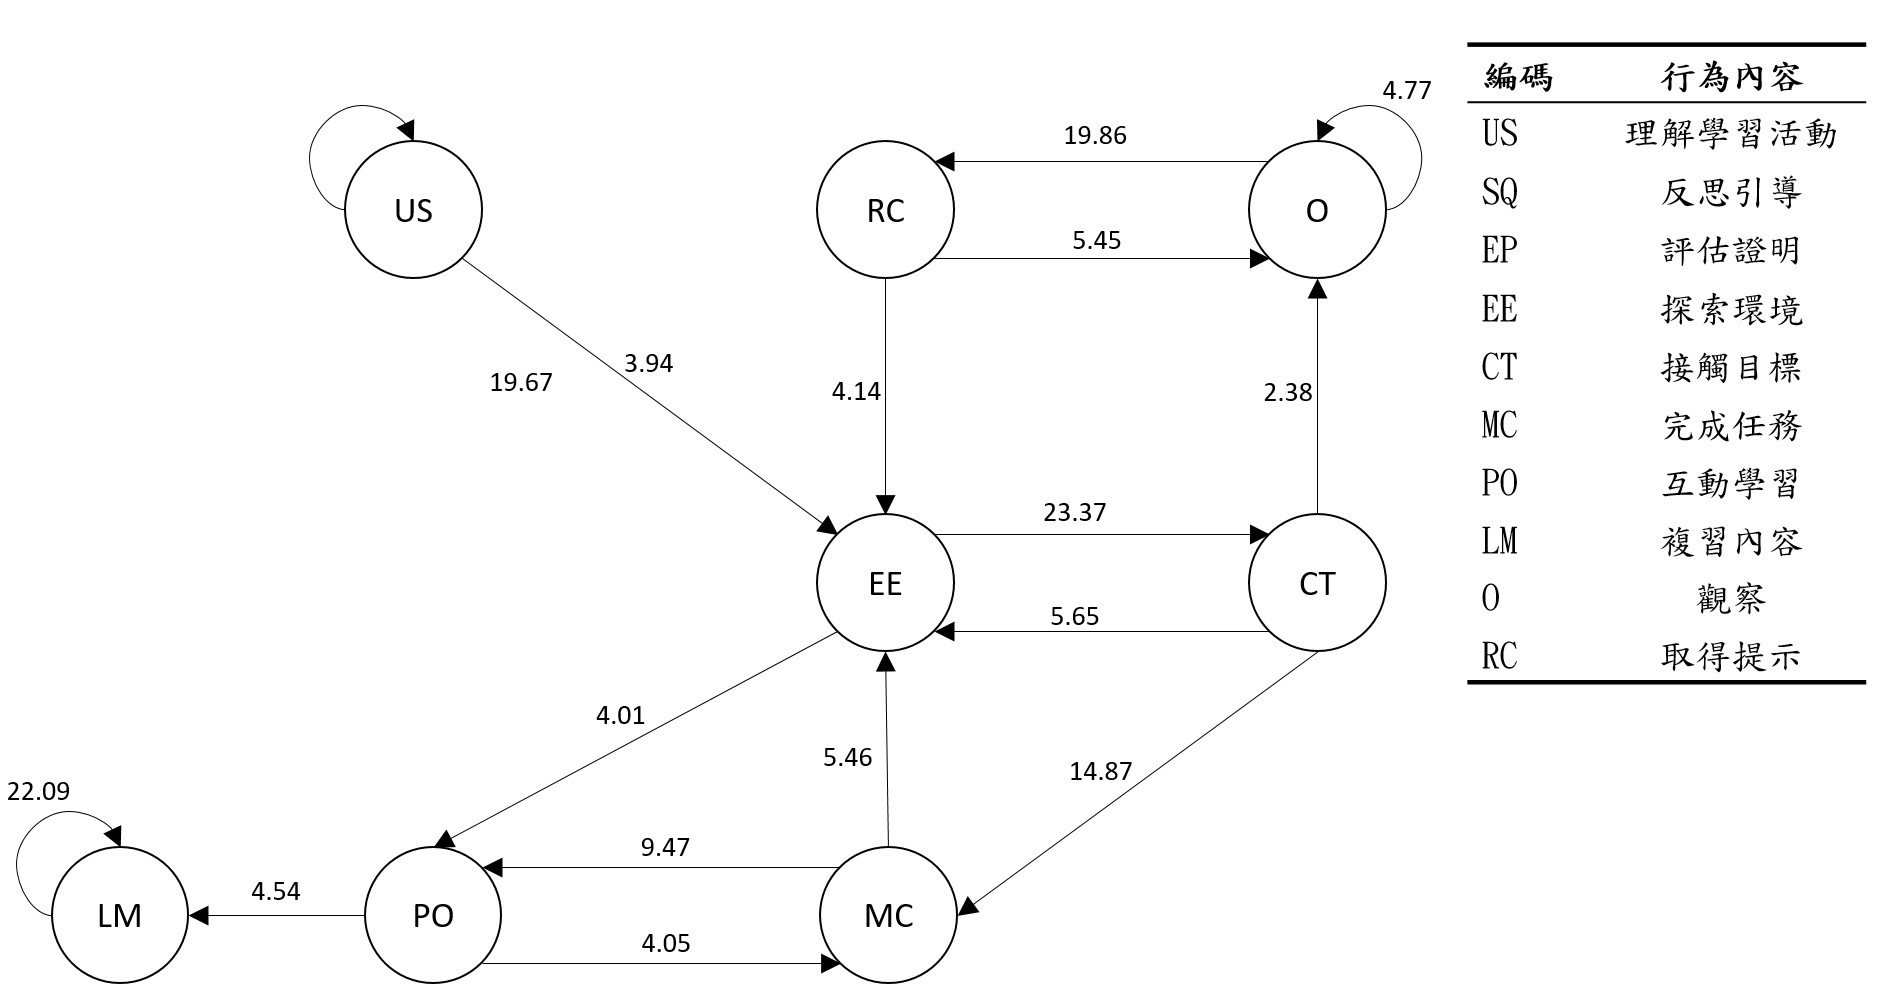 4.77
19.86
US
RC
O
5.45
3.94
19.67
4.14
2.38
23.37
EE
CT
5.65
4.01
5.46
14.87
22.09
9.47
4.54
LM
PO
MC
4.05
編碼 行為內容
US 理解學習活動
SQ 反思引導
EP 評估證明
EE 探索環境
CT 接觸目標
MC 完成任務
PO 互動學習
LM 複習內容
O 觀察
RC 取得提示